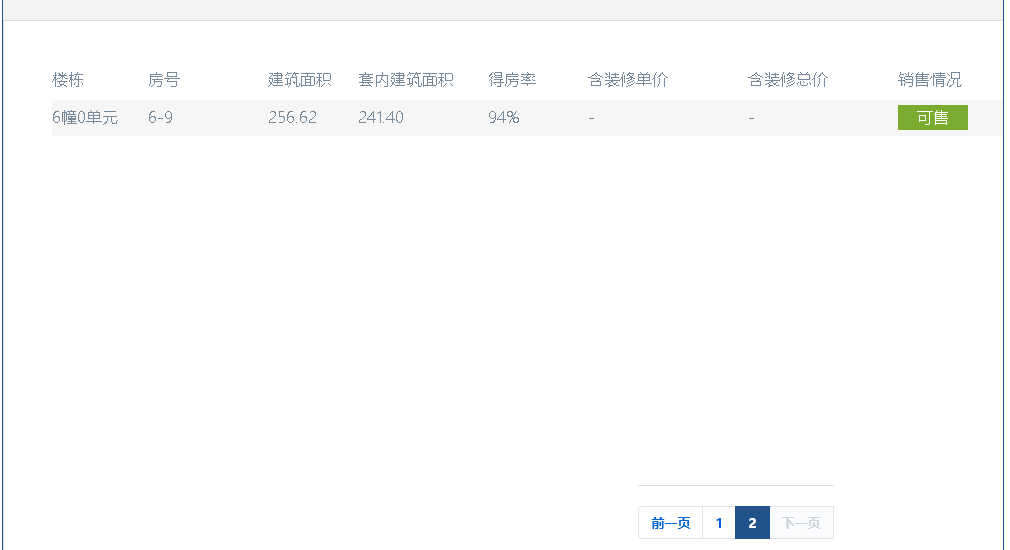 楼栋 房号 建筑面积 套内建筑面积 得房率 含装修单价 含装修总价 销售情况
6幢0单元 6-9 256.62 241.40 94% - - 可售
前一页 1 2 下一页